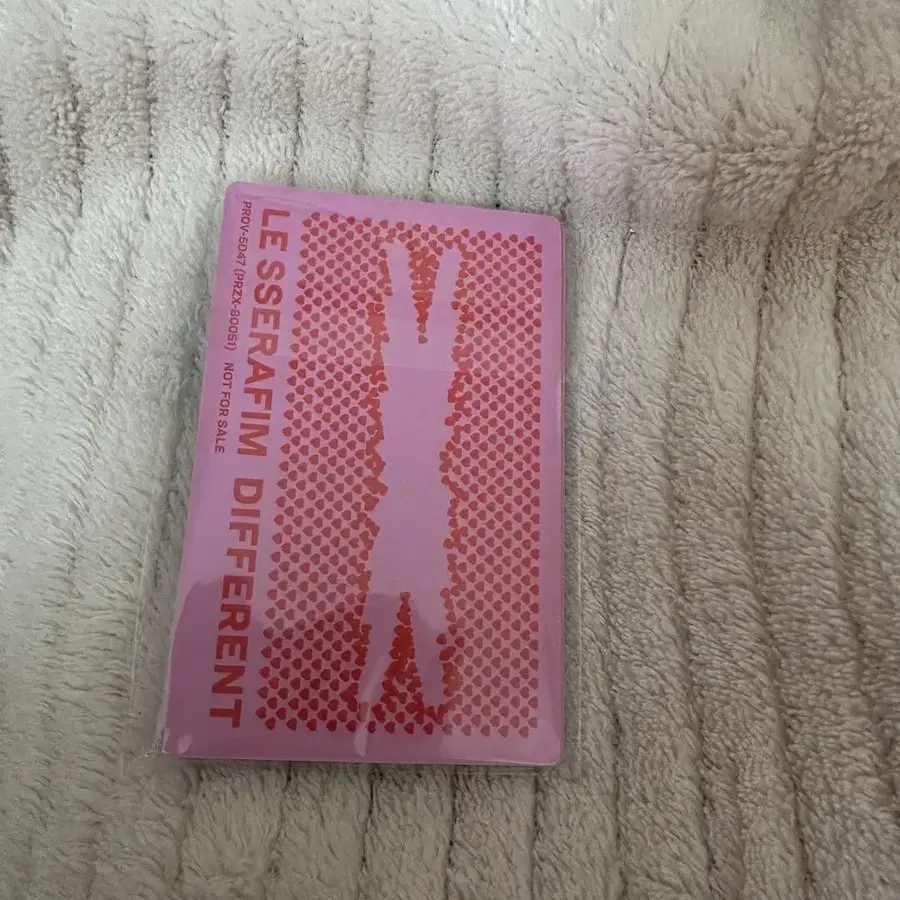 LE SSERAFIM DIFFERENT
PROV-5047 (PRZX-80051) NOT FOR SALE